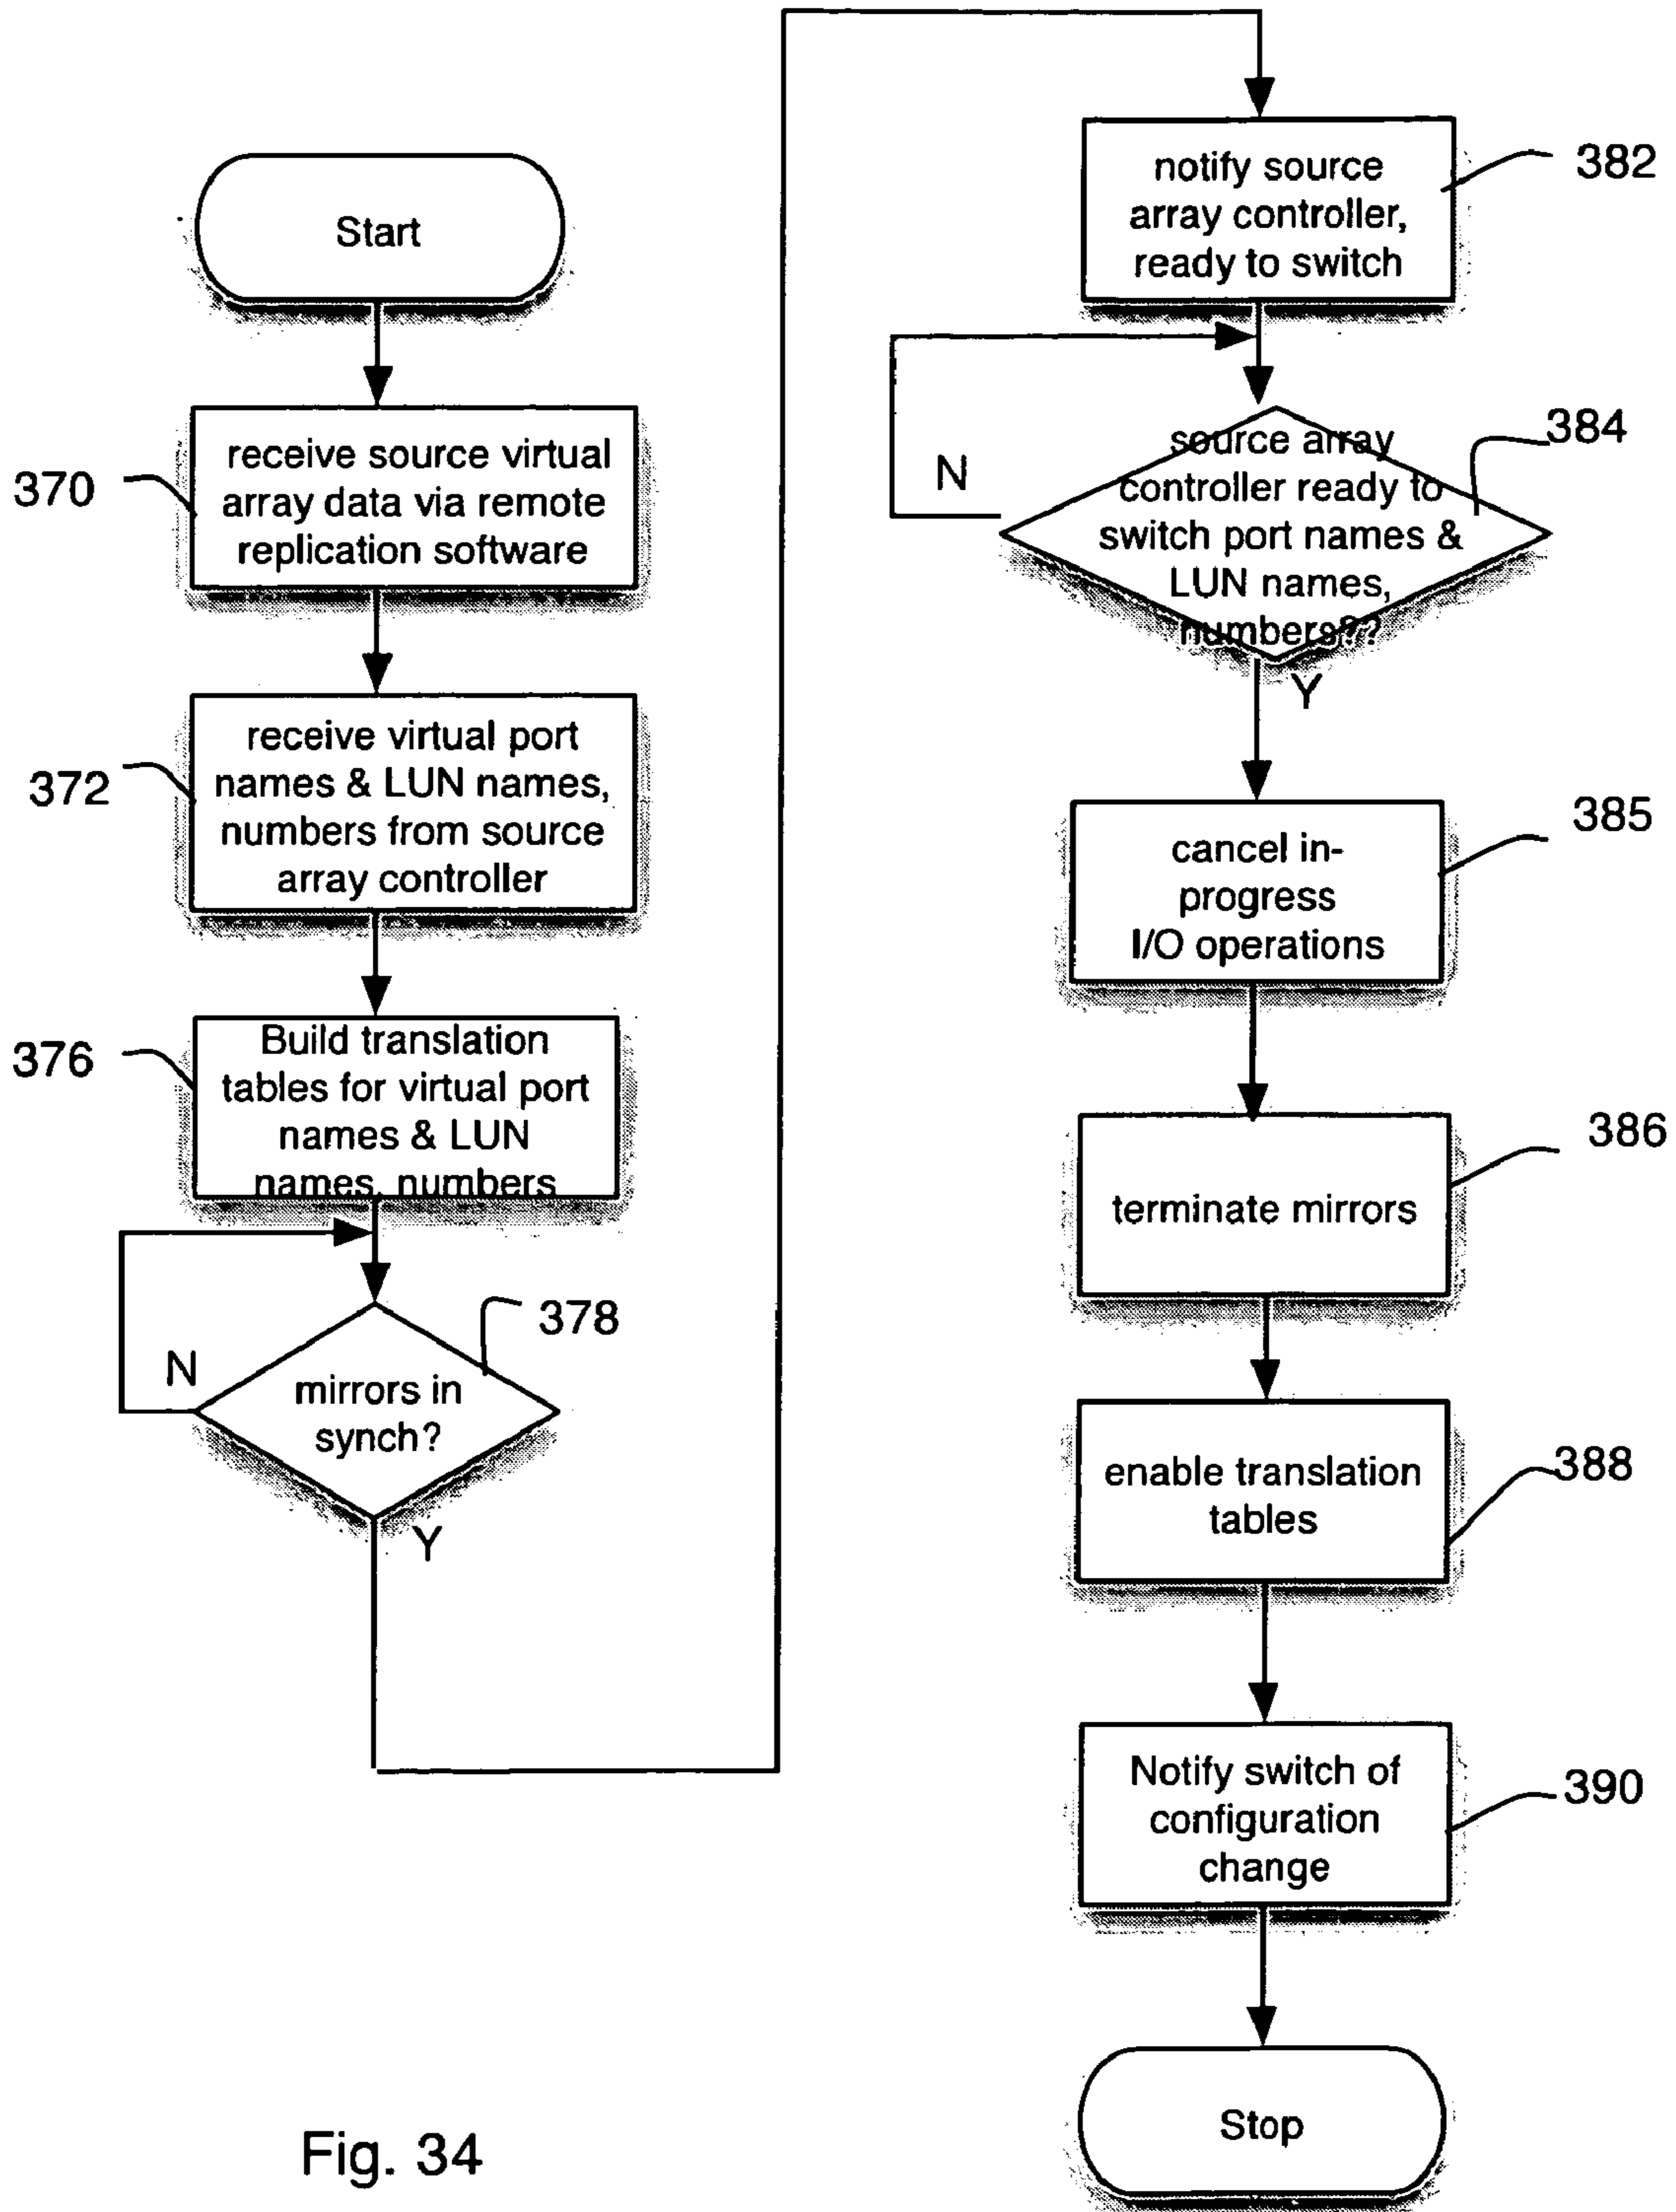 Start
370
receive source virtual
array data via remote
replication software
372
receive virtual port
names & LUN names,
numbers from source
array controller
376
Build translation
tables for virtual port
names & LUN
names, numbers
378
N
mirrors in
synch?
Y
382
notify source
array controller,
ready to switch
384
N
source array
controller ready to
switch port names &
LUN names,
numbers??
Y
385
cancel in-
progress
I/O operations
386
terminate mirrors
388
enable translation
tables
390
Notify switch of
configuration
change
Stop
Fig. 34